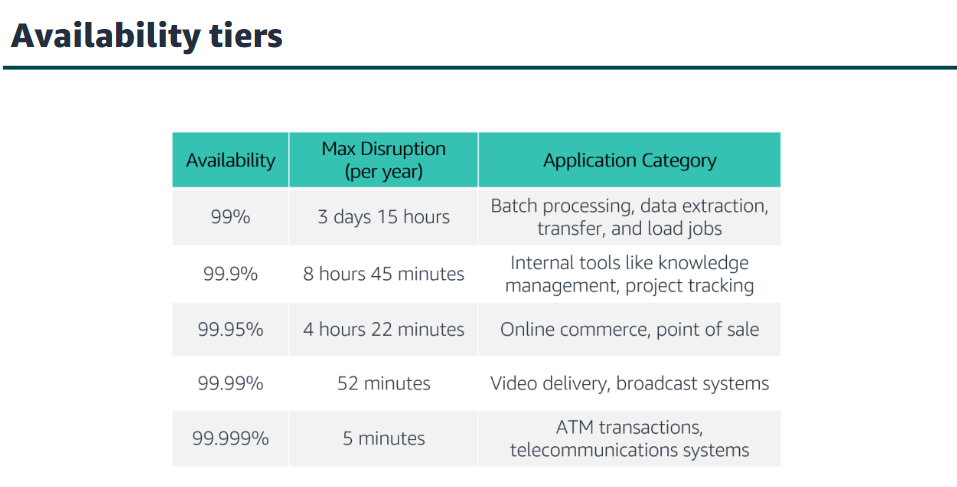 Availability tiers
Availability
Max Disruption
(per year)
Application Category
99%
3 days 15 hours
Batch processing, data extraction,
transfer, and load jobs
99.9%
8 hours 45 minutes
Internal tools like knowledge
management, project tracking
99.95%
4 hours 22 minutes
Online commerce, point of sale
99.99%
52 minutes
Video delivery, broadcast systems
99.999%
5 minutes
ATM transactions,
telecommunications systems